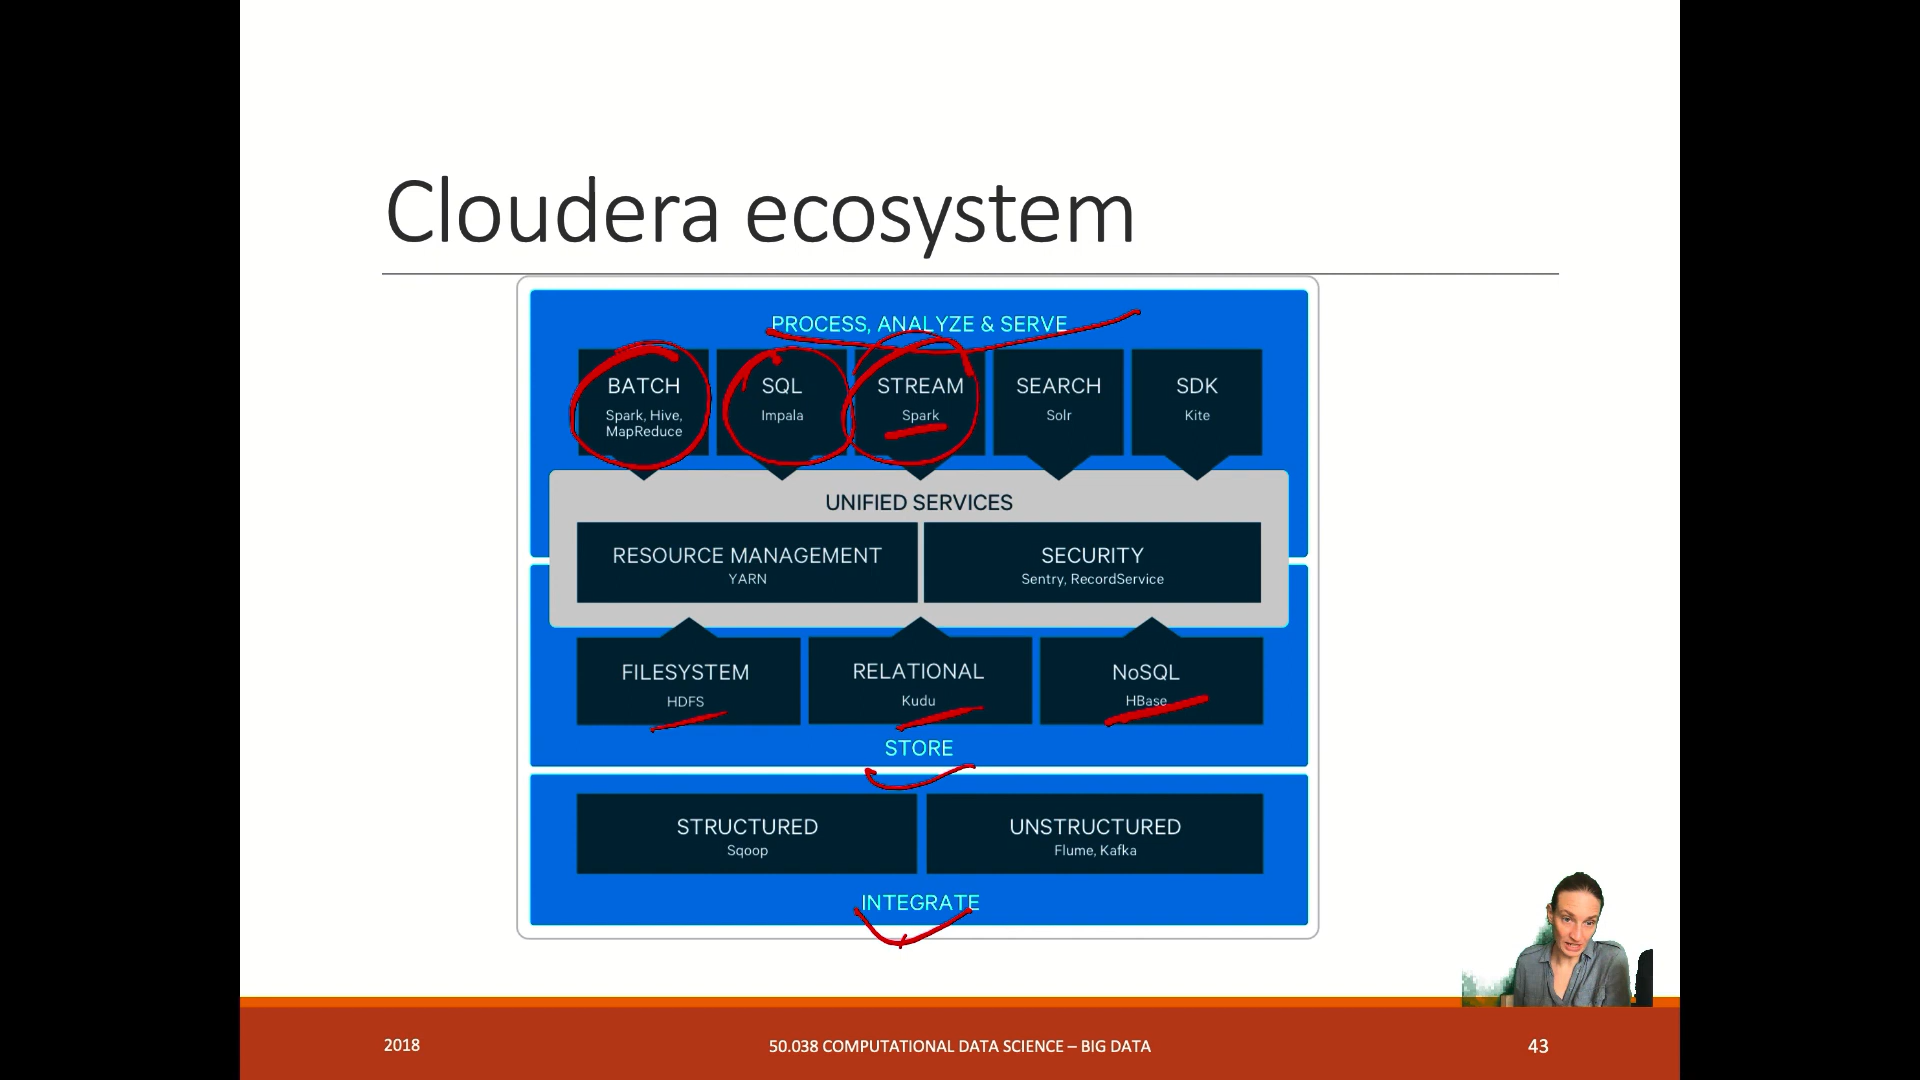 Cloudera ecosystem
PROCESS, ANALYZE & SERVE
BATCH
Spark, Hive,
MapReduce
SQL
Impala
STREAM
Spark
SEARCH
Solr
SDK
Kite
UNIFIED SERVICES
RESOURCE MANAGEMENT
YARN
SECURITY
Sentry, RecordService
FILESYSTEM
HDFS
RELATIONAL
Kudu
NoSQL
HBase
STORE
STRUCTURED
Sqoop
UNSTRUCTURED
Flume, Kafka
INTEGRATE
2018
50.038 COMPUTATIONAL DATA SCIENCE – BIG DATA
43